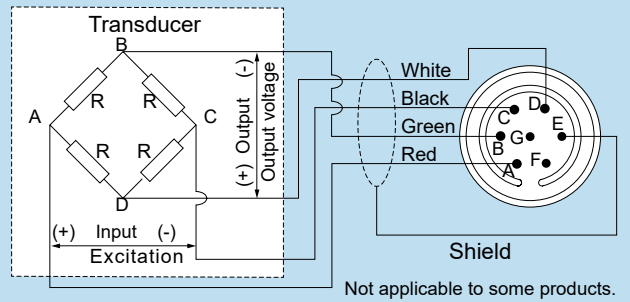 Transducer
B
A
C
D
R
R
R
R
(-)
Output
(+)
Output voltage
(+) Input (-)
Excitation
White
Black
Green
Red
C
D
E
B
G
A
F
Shield
Not applicable to some products.